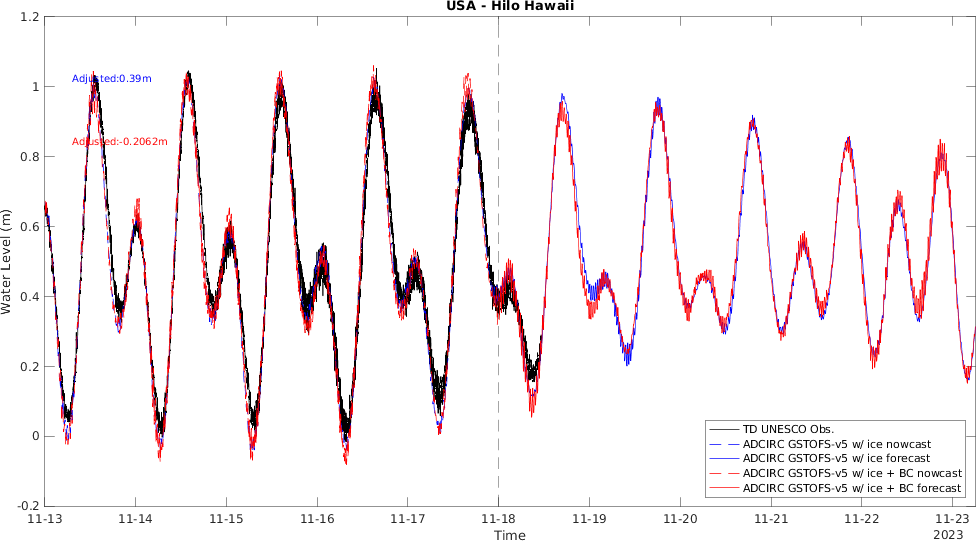 USA - Hilo Hawaii
1.2
1
0.8
0.6
0.4
0.2
0
-0.2
Water Level (m)
Adjusted:0.39m
Adjusted:-0.2062m
TD UNESCO Obs.
ADCIRC GSTOFS-v5 w/ ice nowcast
ADCIRC GSTOFS-v5 w/ ice forecast
ADCIRC GSTOFS-v5 w/ ice + BC nowcast
ADCIRC GSTOFS-v5 w/ ice + BC forecast
11-13 11-14 11-15 11-16 11-17 11-18 11-19 11-20 11-21 11-22 11-23
Time
2023